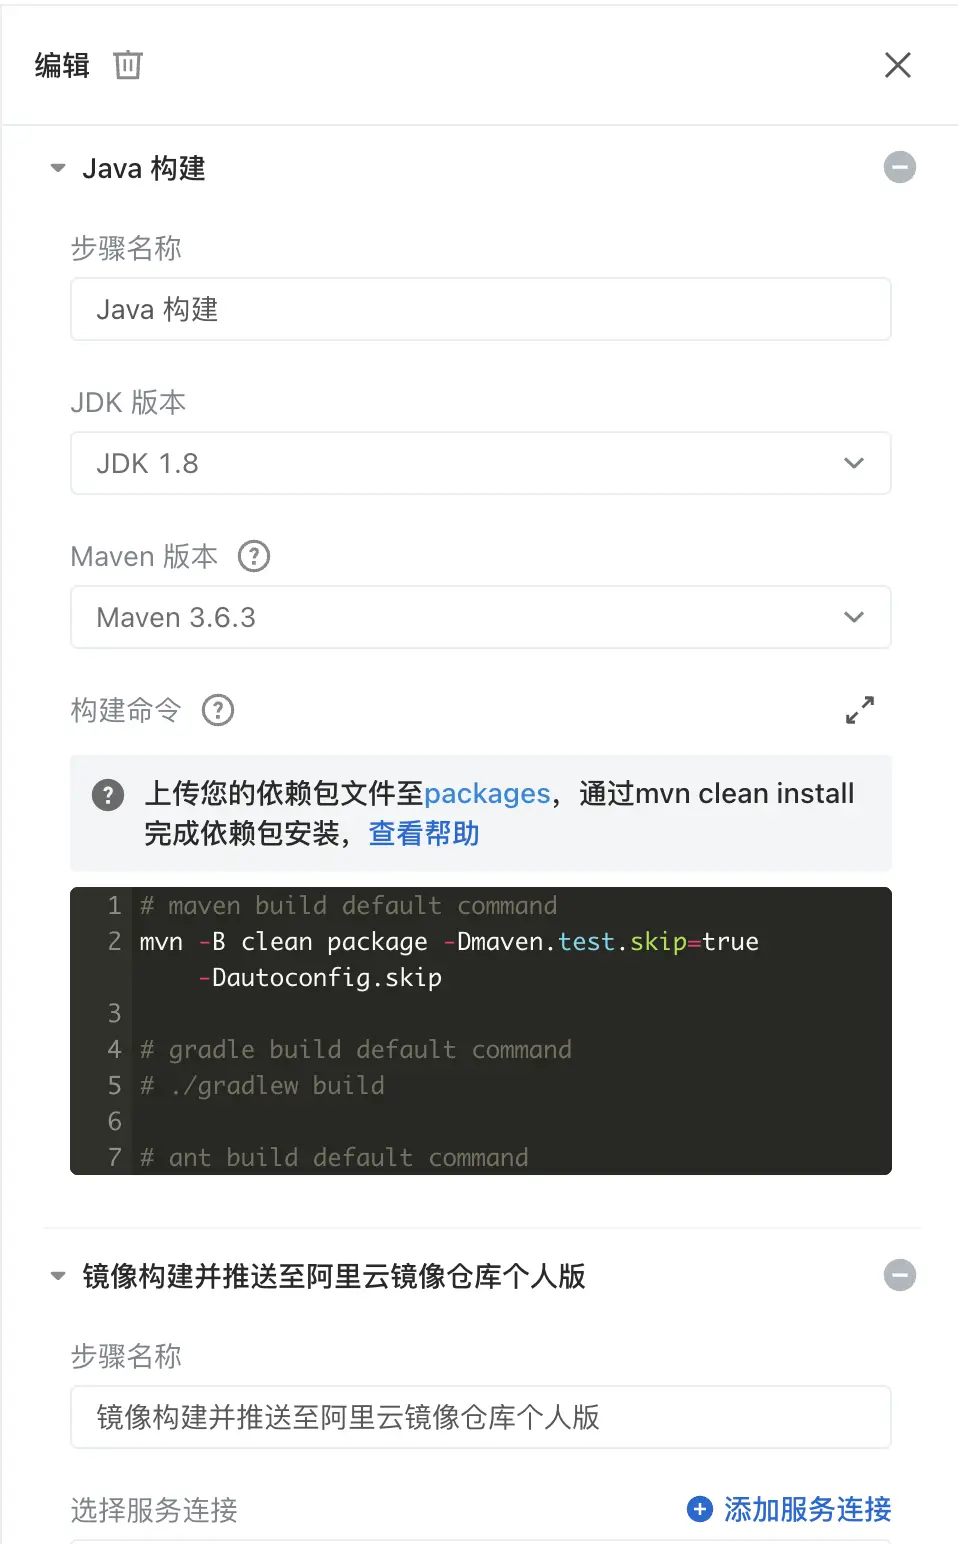 编辑
Java 构建
步骤名称
Java 构建
JDK 版本
JDK 1.8
Maven 版本 ?
Maven 3.6.3
构建命令 ?
? 上传您的依赖包文件至packages，通过mvn clean install
完成依赖包安装，查看帮助
1 # maven build default command
2 mvn -B clean package -Dmaven.test.skip=true
-Dautoconfig.skip
3
4 # gradle build default command
5 # ./gradlew build
6
7 # ant build default command
镜像构建并推送至阿里云镜像仓库个人版
步骤名称
镜像构建并推送至阿里云镜像仓库个人版
选择服务连接 添加服务连接